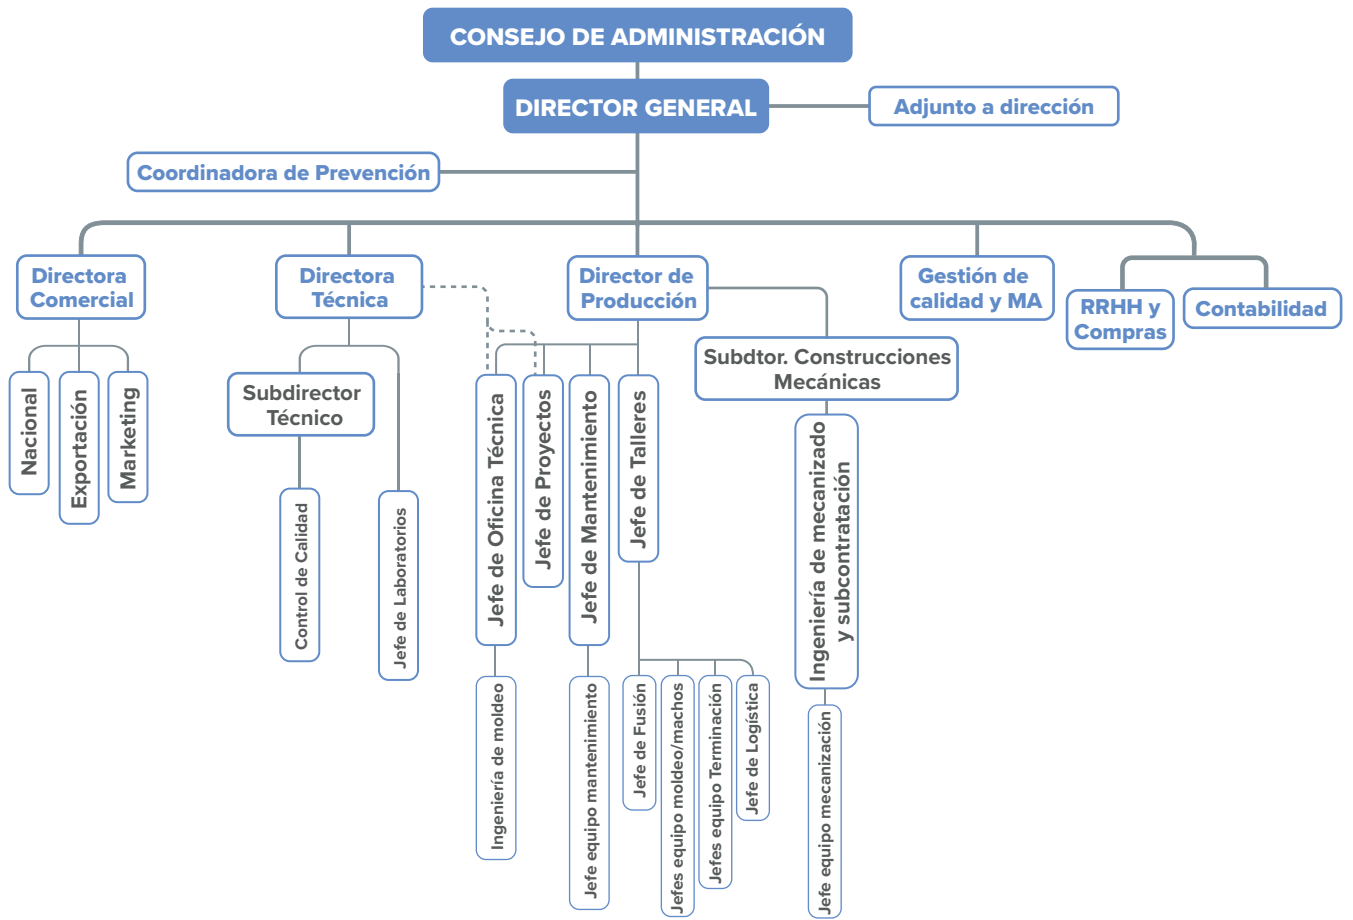 CONSEJO DE ADMINISTRACIÓN
DIRECTOR GENERAL
Adjunto a dirección
Coordinadora de Prevención
Directora
Comercial
Directora
Técnica
Director de
Producción
Gestión de
calidad y MA
RRHH y
Compras
Contabilidad
Subdtor. Construcciones
Mecánicas
Subdirector
Técnico
Nacional
Exportación
Marketing
Control de Calidad
Jefe de Laboratorios
Jefe de Oficina Técnica
Jefe de Proyectos
Jefe de Mantenimiento
Jefe de Talleres
Ingeniería de mecanizado
y subcontratación
Ingeniería de moldeo
Jefe equipo mantenimiento
Jefe de Fusión
Jefes equipo moldeo/machos
Jefes equipo Terminación
Jefe de Logística
Jefe equipo mecanización